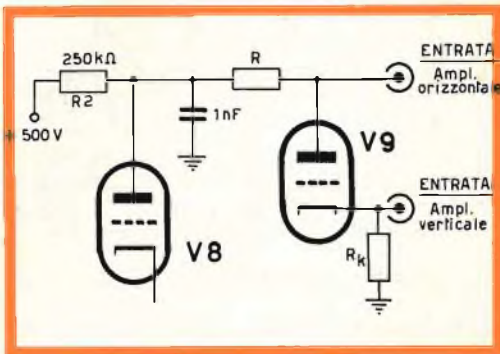 250kΩ
R2
+ 500 V
1nF
R
V8
V9
ENTRATA
Ampl.
orizzontale
ENTRATA
Ampl.
verticale
Rk